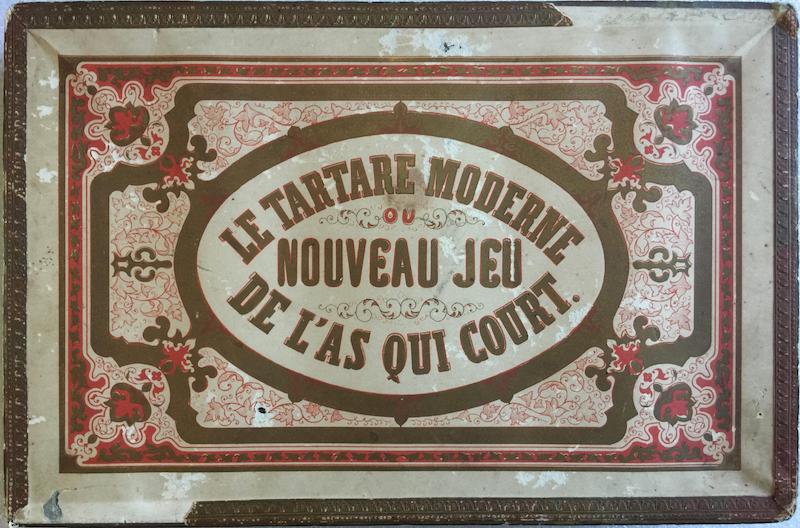 LE TARTARE MODERNE
OU
NOUVEAU JEU
DE L'AS QUI COURT.